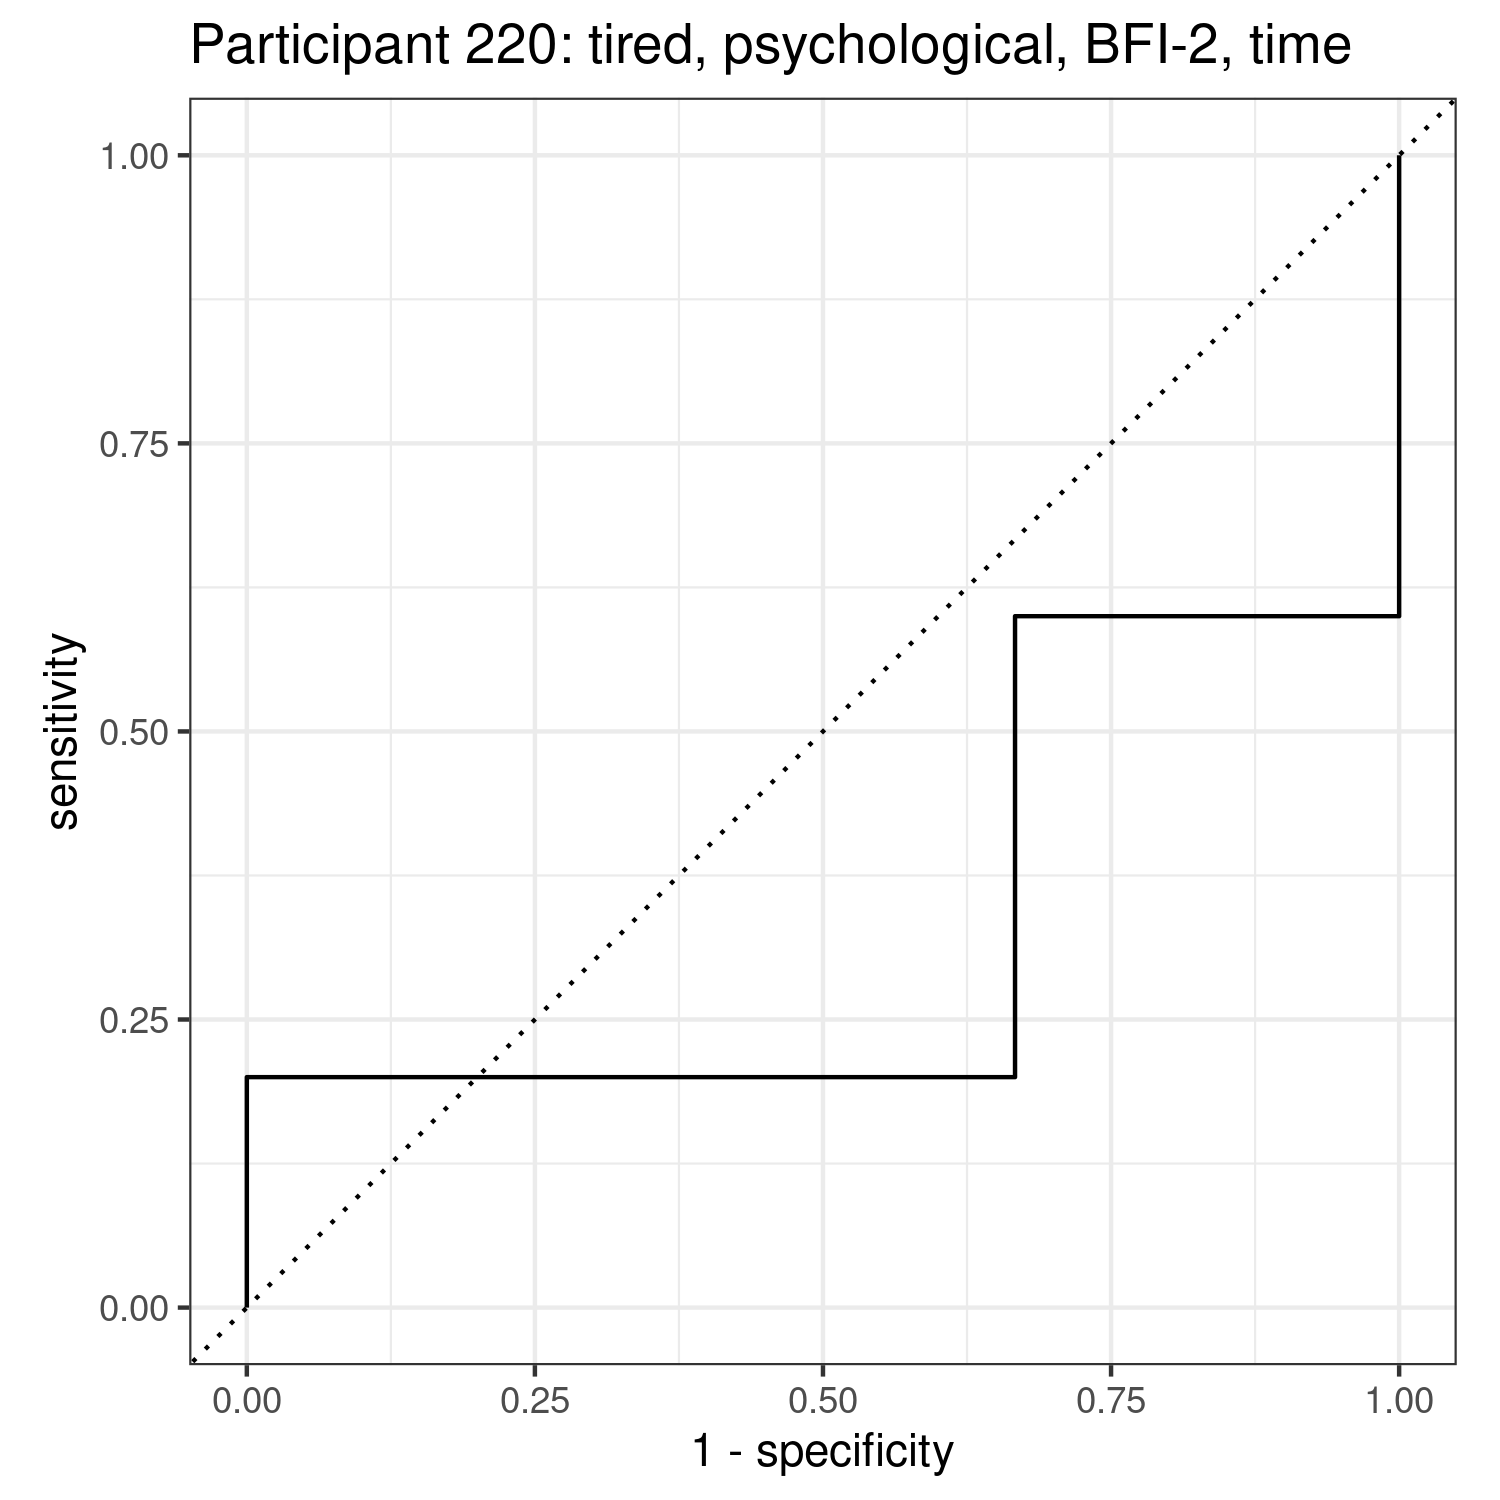 Participant 220: tired, psychological, BFI-2, time
1.00
0.75
0.50
0.25
0.00
sensitivity
0.00 0.25 0.50 0.75 1.00
1 - specificity